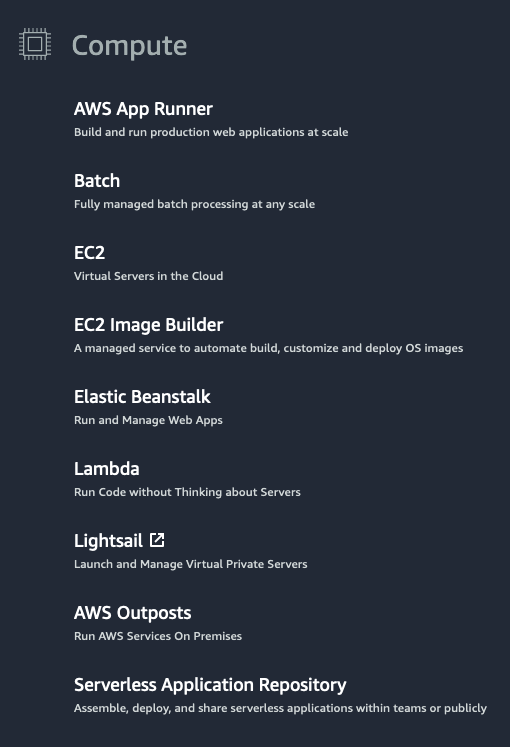 Compute
AWS App Runner
Build and run production web applications at scale
Batch
Fully managed batch processing at any scale
EC2
Virtual Servers in the Cloud
EC2 Image Builder
A managed service to automate build, customize and deploy OS images
Elastic Beanstalk
Run and Manage Web Apps
Lambda
Run Code without Thinking about Servers
Lightsail
Launch and Manage Virtual Private Servers
AWS Outposts
Run AWS Services On Premises
Serverless Application Repository
Assemble, deploy, and share serverless applications within teams or publicly